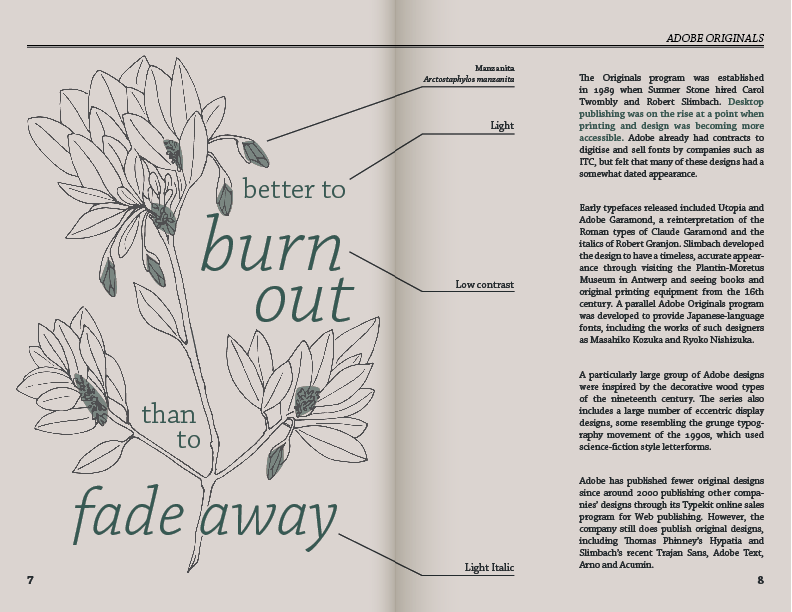 ADOBE ORIGINALS
Manzanita
Arctostaphylos manzanita
Light
better to
burn
out
Low contrast
than
to
fade away
Light Italic
7
The Originals program was established
in 1989 when Sumner Stone hired Carol
Twombly and Robert Slimbach. Desktop
publishing was on the rise at a point when
printing and design was becoming more
accessible. Adobe already had contracts to
digitise and sell fonts by companies such as
ITC, but felt that many of these designs had a
somewhat dated appearance.
Early typefaces released included Utopia and
Adobe Garamond, a reinterpretation of the
Roman types of Claude Garamond and the
italics of Robert Granjon. Slimbach developed
the design to have a timeless, accurate appear-
ance through visiting the Plantin-Moretus
Museum in Antwerp and seeing books and
original printing equipment from the 16th
century. A parallel Adobe Originals program
was developed to provide Japanese-language
fonts, including the works of such designers
as Masahiko Kozuka and Ryoko Nishizuka.
A particularly large group of Adobe designs
were inspired by the decorative wood types
of the nineteenth century. The series also
includes a large number of eccentric display
designs, some resembling the grunge typog-
raphy movement of the 1990s, which used
science-fiction style letterforms.
Adobe has published fewer original designs
since around 2000 publishing other compa-
nies' designs through its Typekit online sales
program for Web publishing. However, the
company still does publish original designs,
including Thomas Phinney's Hypatia and
Slimbach's recent Trajan Sans, Adobe Text,
Arno and Acumin.
8